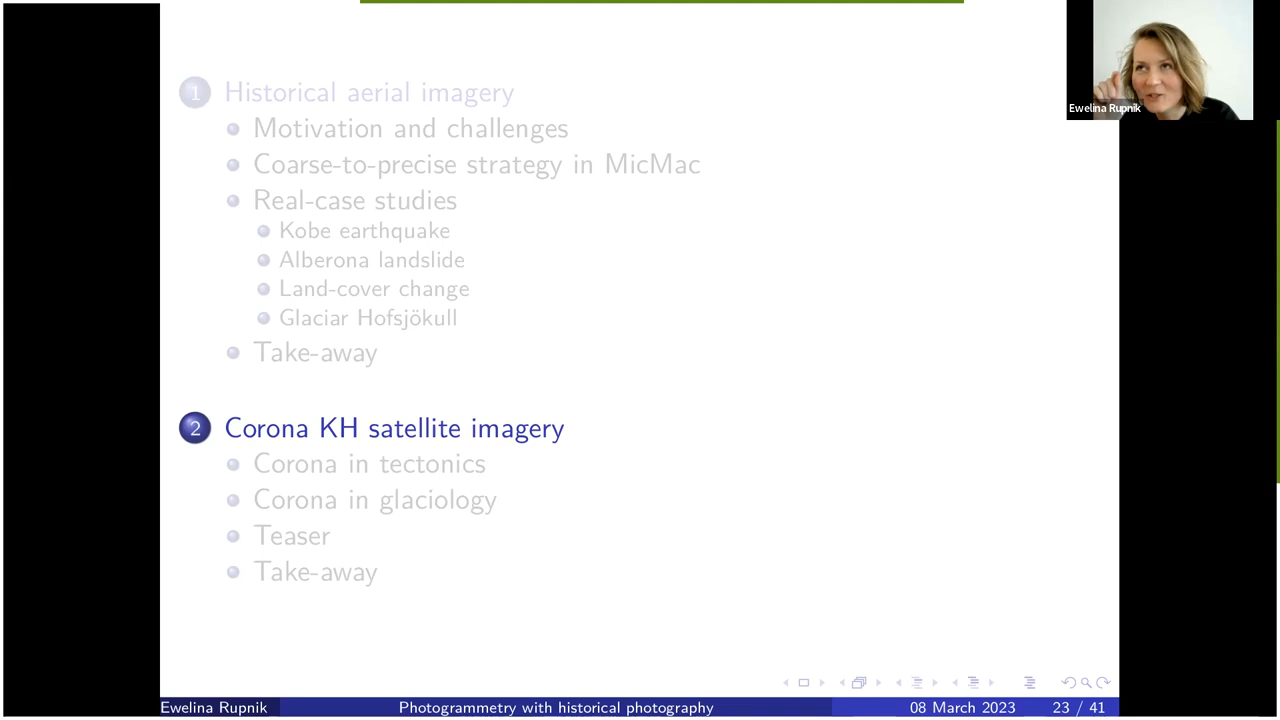 Ewelina Rupnik
1 Historical aerial imagery
Motivation and challenges
Coarse-to-precise strategy in MicMac
Real-case studies
Kobe earthquake
Alberona landslide
Land-cover change
Glaciar Hofsjökull
Take-away
2 Corona KH satellite imagery
Corona in tectonics
Corona in glaciology
Teaser
Take-away
Ewelina Rupnik Photogrammetry with historical photography 08 March 2023 23 / 41